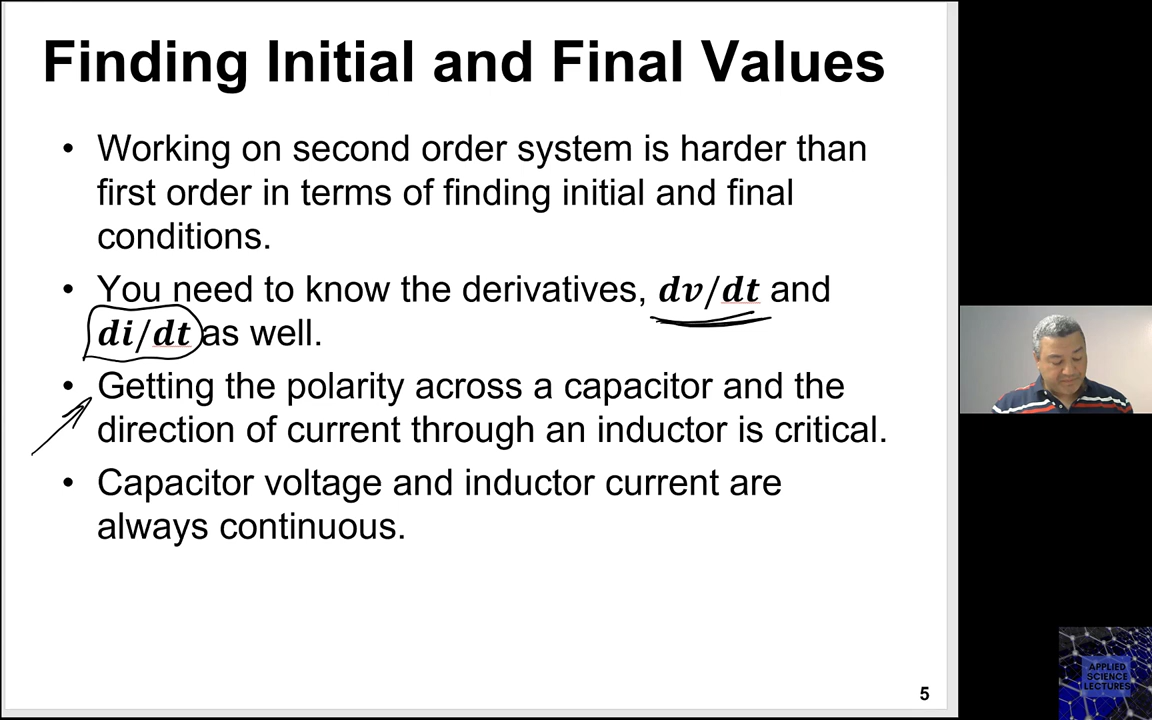 Finding Initial and Final Values
• Working on second order system is harder than
first order in terms of finding initial and final
conditions.
• You need to know the derivatives, dv/dt and
di/dt as well.
• Getting the polarity across a capacitor and the
direction of current through an inductor is critical.
• Capacitor voltage and inductor current are
always continuous.
5
APPLIED
SCIENCE
LECTURES